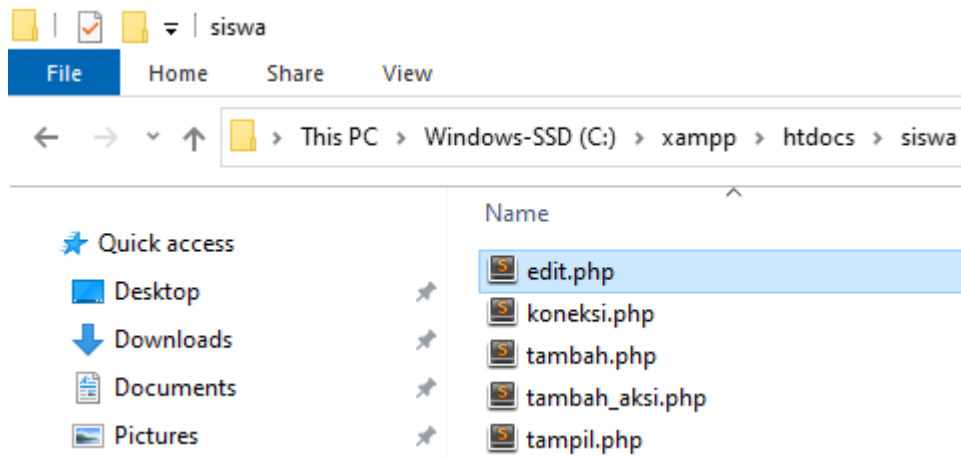 siswa
File Home Share View
This PC > Windows-SSD (C:) > xampp > htdocs > siswa
Name
Quick access
edit.php
Desktop
koneksi.php
Downloads
tambah.php
Documents
tambah_aksi.php
Pictures
tampil.php